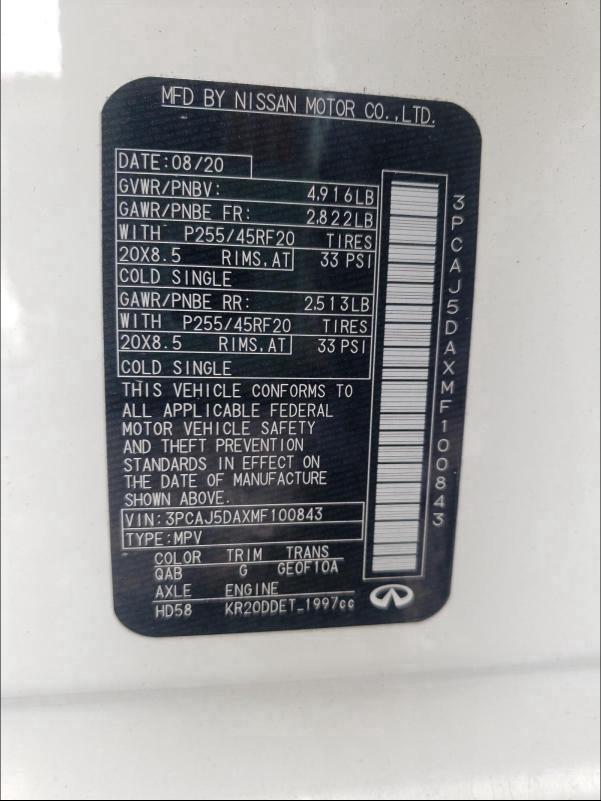 MFD BY NISSAN MOTOR CO.,LTD.
DATE:08/20
GVWR/PNBV: 4,916LB
GAWR/PNBE FR: 2,822LB
WITH P255/45RF20 TIRES
20X8.5 RIMS,AT 33 PSI
COLD SINGLE
GAWR/PNBE RR: 2,513LB
WITH P255/45RF20 TIRES
20X8.5 RIMS,AT 33 PSI
COLD SINGLE
THIS VEHICLE CONFORMS TO
ALL APPLICABLE FEDERAL
MOTOR VEHICLE SAFETY
AND THEFT PREVENTION
STANDARDS IN EFFECT ON
THE DATE OF MANUFACTURE
SHOWN ABOVE.
VIN:3PCAJ5DAXMF100843
TYPE:MPV
COLOR TRIM TRANS
QAB G GE0F10A
AXLE ENGINE
HD58 KR20DDET_1997cc
3PCAJ5DAXMF100843